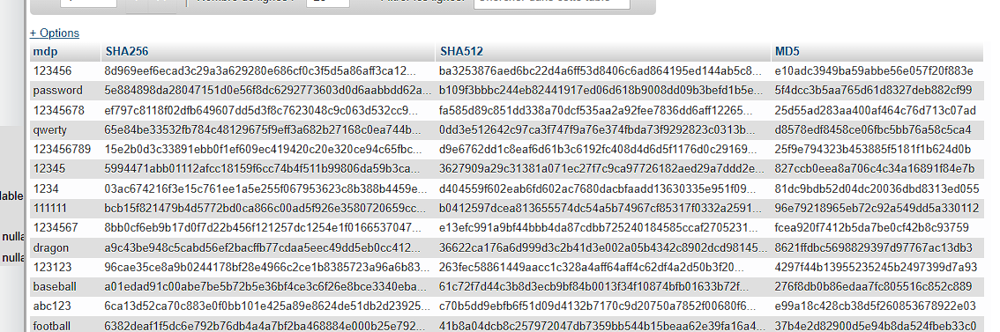 Nombre de lignes : 25 Filtrer les lignes: Chercher dans cette table
+ Options
mdp SHA256 SHA512 MD5
123456 8d969eef6ecad3c29a3a629280e686cf0c3f5d5a86aff3ca12... ba3253876aed6bc22d4a6ff53d8406c6ad864195ed144ab5c8... e10adc3949ba59abbe56e057f20f883e
password 5e884898da28047151d0e56f8dc6292773603d0d6aabbdd62a... b109f3bbbc244eb82441917ed06d618b9008dd09b3befd1b5e... 5f4dcc3b5aa765d61d8327deb882cf99
12345678 ef797c8118f02dfb649607dd5d3f8c7623048c9c063d532cc9... fa585d89c851dd338a70dcf535aa2a92fee7836dd6aff12265... 25d55ad283aa400af464c76d713c07ad
qwerty 65e84be33532fb784c48129675f9eff3a682b27168c0ea744b... 0dd3e512642c97ca3f747f9a76e374fbda73f9292823c0313b... d8578edf8458ce06fbc5bb76a58c5ca4
123456789 15e2b0d3c33891ebb0f1ef609ec419420c20e320ce94c65fbc... d9e6762dd1c8eaf6d61b3c6192fc408d4d6d5f1176d0c29169... 25f9e794323b453885f5181f1b624d0b
12345 5994471abb01112afcc18159f6cc74b4f511b99806da59b3ca... 3627909a29c31381a071ec27f7c9ca97726182aed29a7ddd2e... 827ccb0eea8a706c4c34a16891f84e7b
1234 03ac674216f3e15c761ee1a5e255f067953623c8b388b4459e... d404559f602eab6fd602ac7680dacbfaadd13630335e951f09... 81dc9bdb52d04dc20036dbd8313ed055
lable
111111 bcb15f821479b4d5772bd0ca866c00ad5f926e3580720659cc... b0412597dcea813655574dc54a5b74967cf85317f0332a2591... 96e79218965eb72c92a549dd5a330112
1234567 8bb0cf6eb9b17d0f7d22b456f121257dc1254e1f0166537047... e13efc991a9bf44bbb4da87cdbb725240184585ccaf2705231... fcea920f7412b5da7be0cf42b8c93759
nulla
dragon a9c43be948c5cabd56ef2bacffb77cdaa5eec49dd5eb0cc412... 36622ca176a6d999d3c2b41d3e002a05b4342c8902dcd98145... 8621ffdbc5698829397d97767ac13db3
nulla
123123 96cae35ce8a9b0244178bf28e4966c2ce1b8385723a96a6b83... 263fec58861449aacc1c328a4aff64aff4c62df4a2d50b3f20... 4297f44b13955235245b2497399d7a93
baseball a01edad91c00abe7be5b72b5e36bf4ce3c6f26e8bce3340eba... 61c72f7d44c3b8d3ecb9bf84b0013f34f10874bfb01633b72f... 276f8db0b86edaa7fc805516c852c889
abc123 6ca13d52ca70c883e0f0bb101e425a89e8624de51db2d23925... c70b5dd9ebfb6f51d09d4132b7170c9d20750a7852f00680f6... e99a18c428cb38d5f260853678922e03
football 6382deaf1f5dc6e792b76db4a4a7bf2ba468884e000b25e792... 41b8a04dcb8c257972047db7359bb544b15beaa62e39fa16a4... 37b4e2d82900d5e94b8da524fbeb33c0